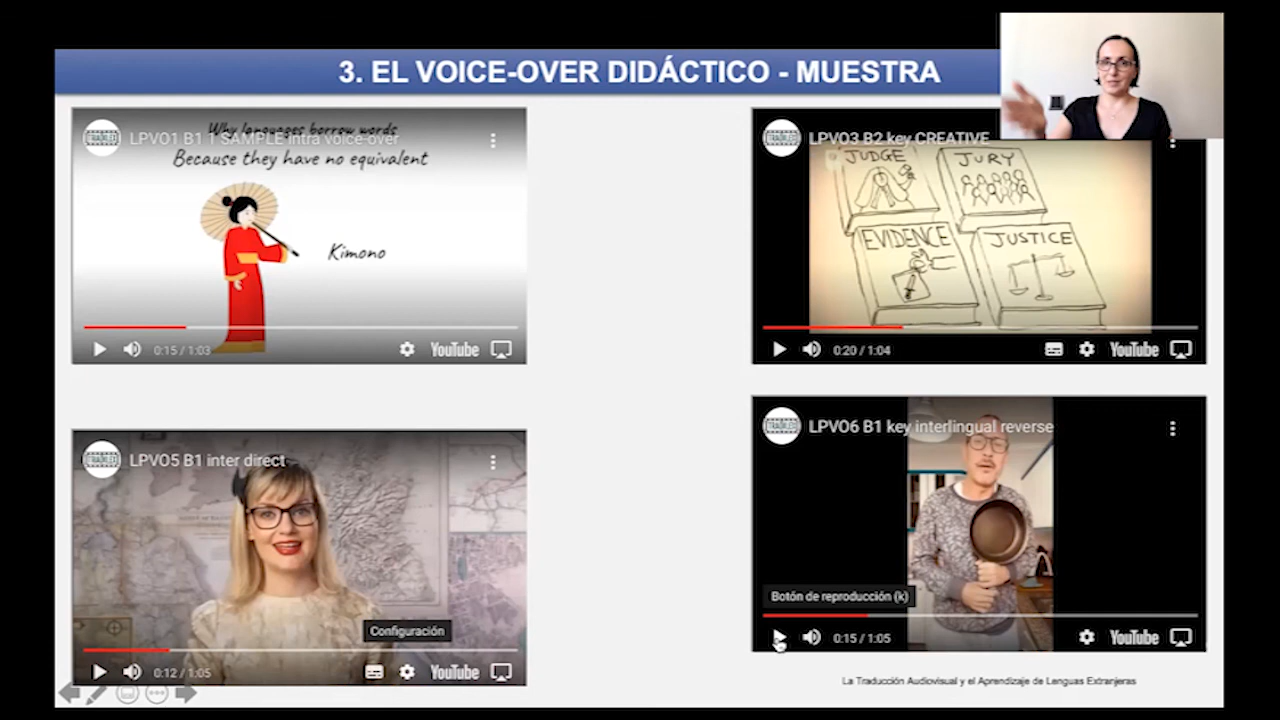 3. EL VOICE-OVER DIDÁCTICO - MUESTRA
LPVO1 B1 1 SAMPLE intra voice-over
Why languages borrow words
Because they have no equivalent
Kimono
0:15 / 1:03
YouTube
LPVO3 B2 key CREATIVE
JUDGE
JURY
EVIDENCE
JUSTICE
0:20 / 1:04
YouTube
LPVO5 B1 inter direct
Configuración
0:12 / 1:05
YouTube
LPVO6 B1 key interlingual reverse
Botón de reproducción (k)
0:15 / 1:05
YouTube
La Traducción Audiovisual y el Aprendizaje de Lenguas Extranjeras